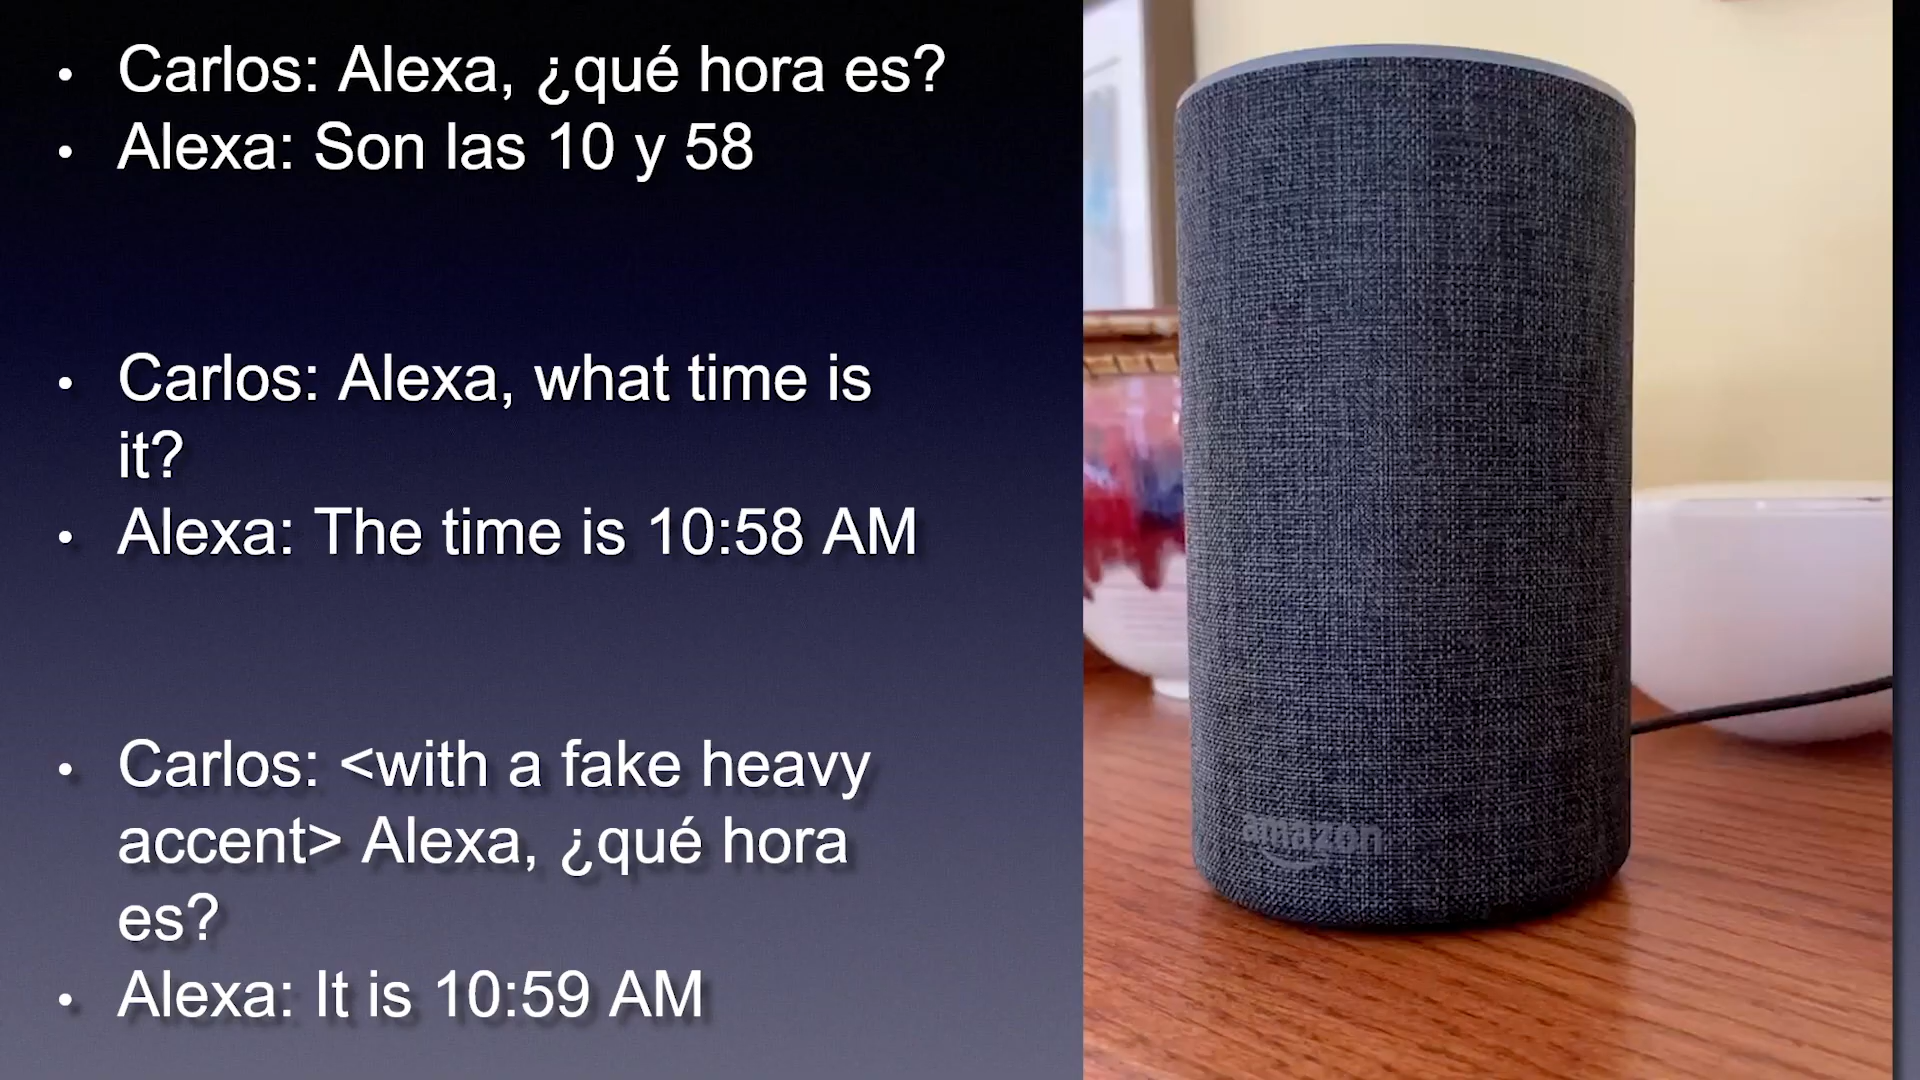 • Carlos: Alexa, ¿qué hora es?
• Alexa: Son las 10 y 58
• Carlos: Alexa, what time is
it?
• Alexa: The time is 10:58 AM
• Carlos: <with a fake heavy
accent> Alexa, ¿qué hora
es?
• Alexa: It is 10:59 AM
amazon